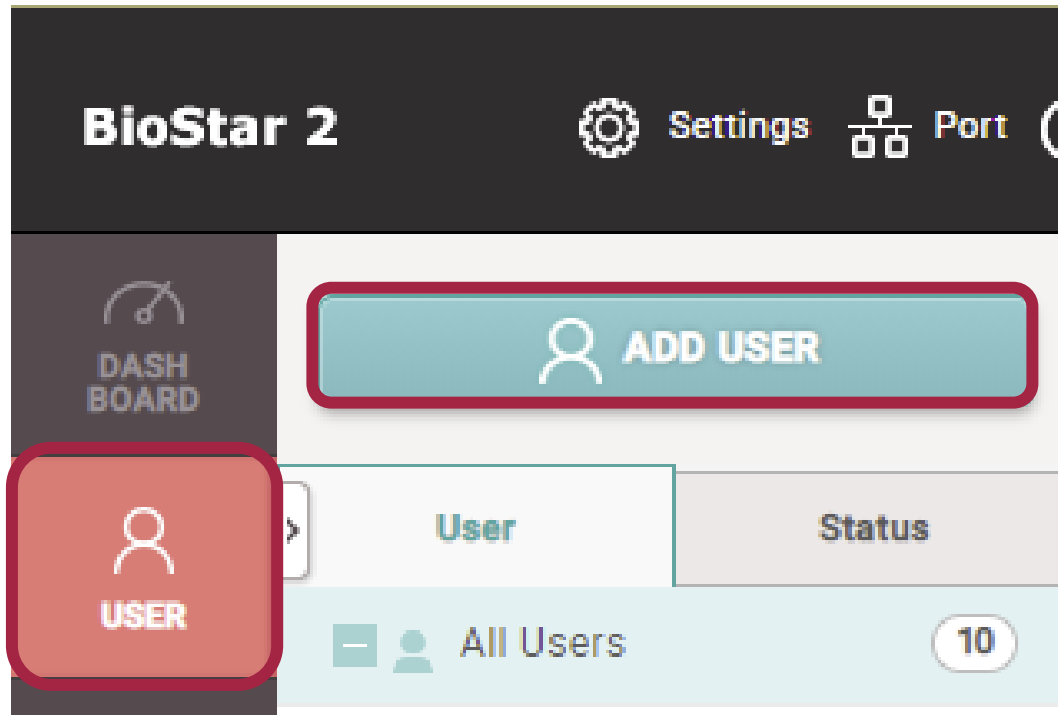 BioStar 2 Settings Port
DASH
BOARD
ADD USER
USER
User Status
All Users 10